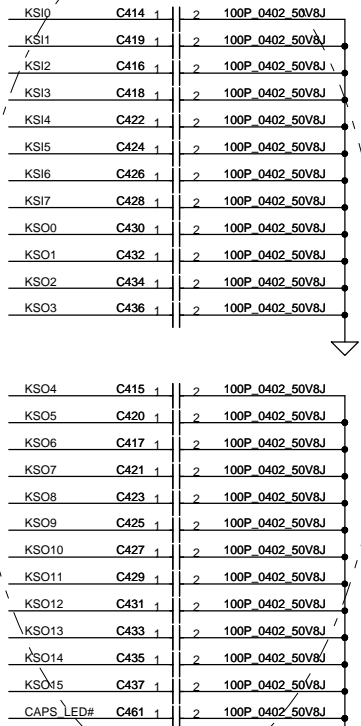 KSI0 C414 1 2 100P_0402_50V8J
KSI1 C419 1 2 100P_0402_50V8J
KSI2 C416 1 2 100P_0402_50V8J
KSI3 C418 1 2 100P_0402_50V8J
KSI4 C422 1 2 100P_0402_50V8J
KSI5 C424 1 2 100P_0402_50V8J
KSI6 C426 1 2 100P_0402_50V8J
KSI7 C428 1 2 100P_0402_50V8J
KSO0 C430 1 2 100P_0402_50V8J
KSO1 C432 1 2 100P_0402_50V8J
KSO2 C434 1 2 100P_0402_50V8J
KSO3 C436 1 2 100P_0402_50V8J
KSO4 C415 1 2 100P_0402_50V8J
KSO5 C420 1 2 100P_0402_50V8J
KSO6 C417 1 2 100P_0402_50V8J
KSO7 C421 1 2 100P_0402_50V8J
KSO8 C423 1 2 100P_0402_50V8J
KSO9 C425 1 2 100P_0402_50V8J
KSO10 C427 1 2 100P_0402_50V8J
KSO11 C429 1 2 100P_0402_50V8J
KSO12 C431 1 2 100P_0402_50V8J
KSO13 C433 1 2 100P_0402_50V8J
KSO14 C435 1 2 100P_0402_50V8J
KSO15 C437 1 2 100P_0402_50V8J
CAPS_LED# C461 1 2 100P_0402_50V8J